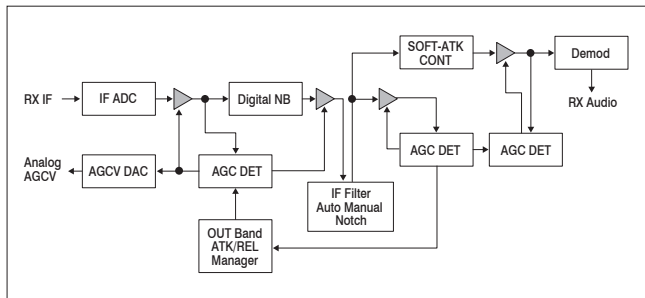 SOFT-ATK
CONT
Demod
RX IF
IF ADC
Digital NB
RX Audio
Analog
AGCV
AGCV DAC
AGC DET
AGC DET
AGC DET
IF Filter
Auto Manual
Notch
OUT Band
ATK/REL
Manager